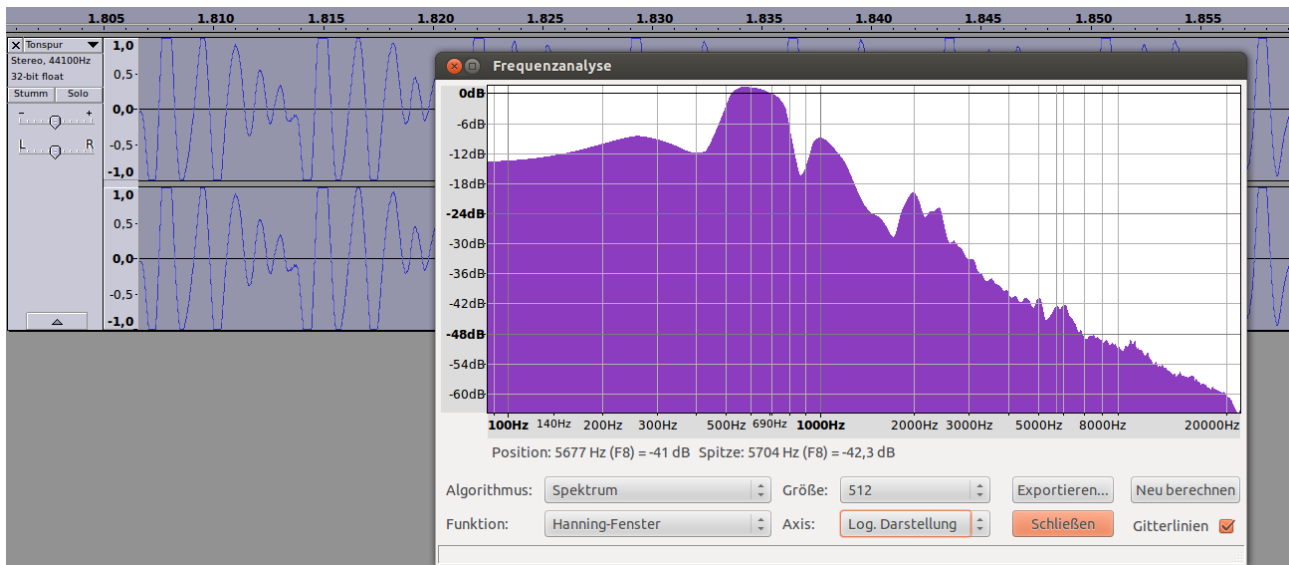 1.805 1.810 1.815 1.820 1.825 1.830 1.835 1.840 1.845 1.850 1.855
X Tonspur
Stereo, 44100Hz
32-bit float
Stumm Solo
- +
L R
1,0
0,5
0,0
-0,5
-1,0
1,0
0,5
0,0
-0,5
-1,0
Frequenzanalyse
0dB
-6dB
-12dB
-18dB
-24dB
-30dB
-36dB
-42dB
-48dB
-54dB
-60dB
100Hz 140Hz 200Hz 300Hz 500Hz 690Hz 1000Hz 2000Hz 3000Hz 5000Hz 8000Hz 20000Hz
Position: 5677 Hz (F8) = -41 dB Spitze: 5704 Hz (F8) = -42,3 dB
Algorithmus: Spektrum Größe: 512 Exportieren... Neu berechnen
Funktion: Hanning-Fenster Axis: Log. Darstellung Schließen Gitterlinien